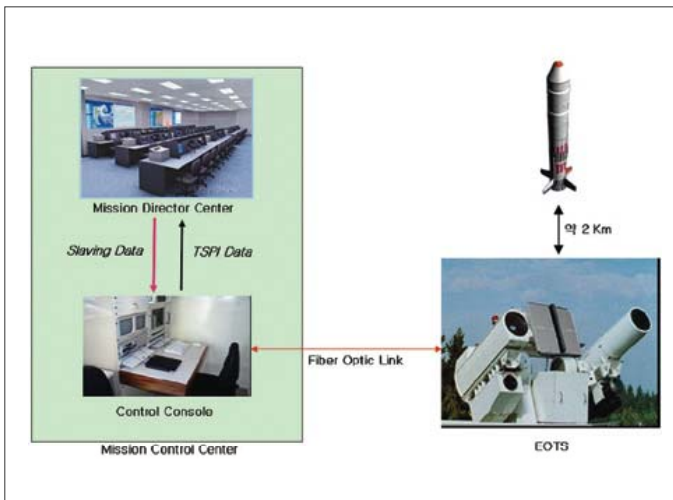 Mission Director Center
Slaving Data
TSPI Data
약 2 Km
Fiber Optic Link
Control Console
Mission Control Center
EOTS